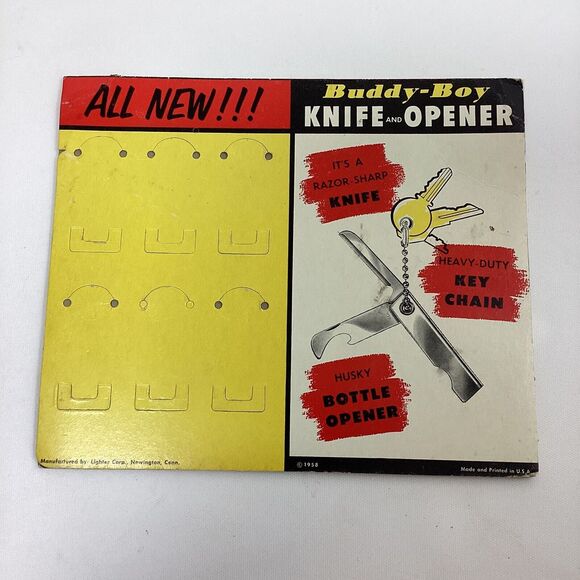 ALL NEW!!!
Buddy-Boy
KNIFE AND OPENER
IT'S A
RAZOR SHARP
KNIFE
HEAVY-DUTY
KEY
CHAIN
HUSKY
BOTTLE
OPENER
Manufactured by Lighter Corp., Newington, Conn.
© 1958
Made and Printed in U.S.A.